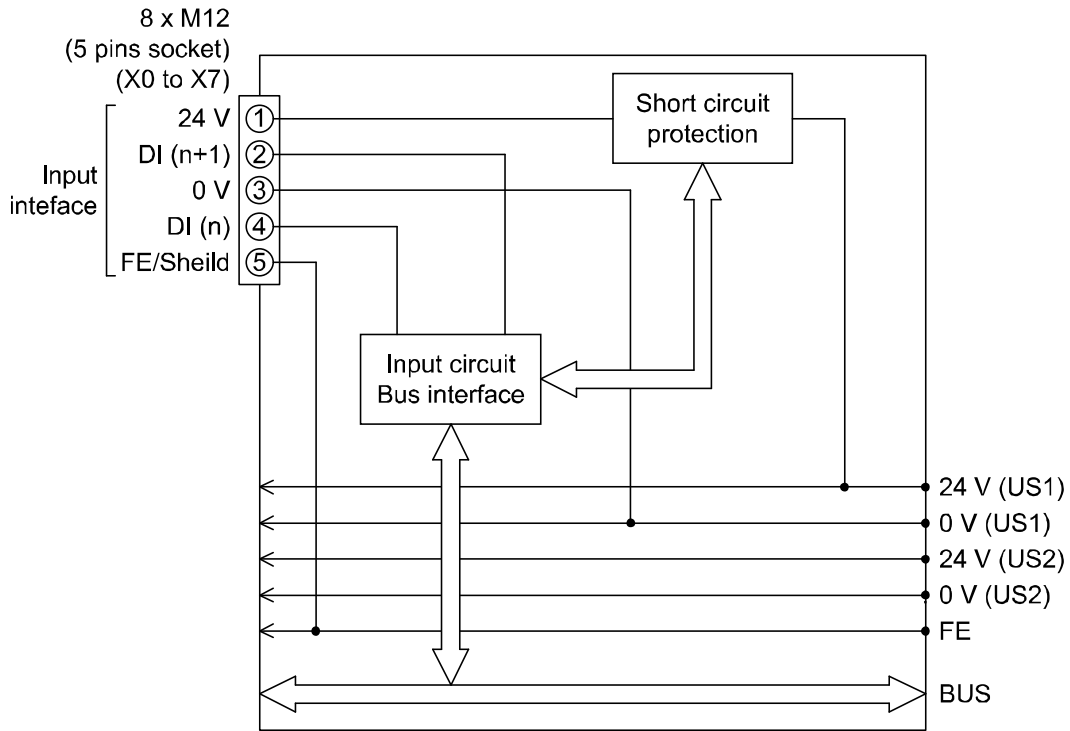 8 x M12
(5 pins socket)
(X0 to X7)
24 V
DI (n+1)
0 V
DI (n)
FE/Sheild
Input
inteface
1
2
3
4
5
Short circuit
protection
Input circuit
Bus interface
24 V (US1)
0 V (US1)
24 V (US2)
0 V (US2)
FE
BUS